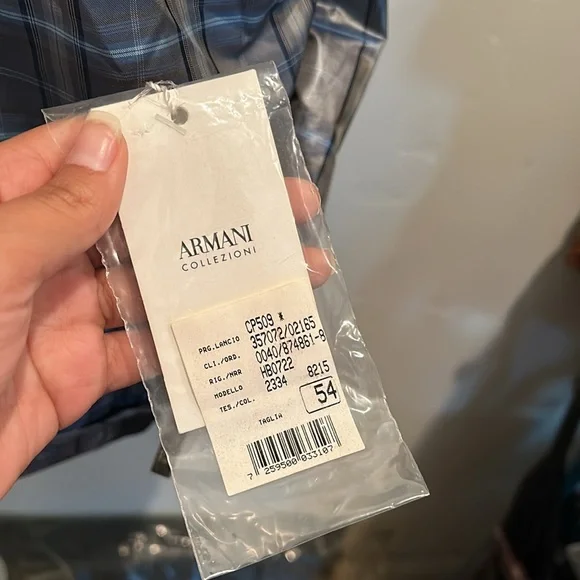 ARMANI
COLLEZIONI
PRG.LANCIO CP509 *
CLI./ORD. 357072/02165
RIG./MRR 0040/874861-8
MODELLO HB0722
TES./COL. 2334 8215
TAGLIA 54
7 259500 033107